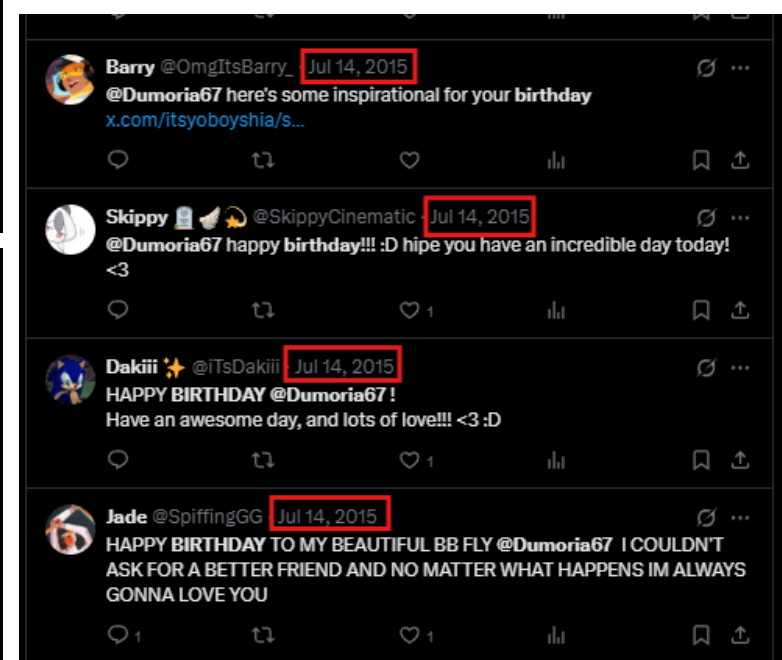 Barry @OmgItsBarry_ · Jul 14, 2015
@Dumoria67 here's some inspirational for your birthday
x.com/itsyoboyshia/s...
Skippy 🪦 🪽 💫 @SkippyCinematic · Jul 14, 2015
@Dumoria67 happy birthday!!! :D hipe you have an incredible day today!
<3
1
Dakiii ✨ @iTsDakiii · Jul 14, 2015
HAPPY BIRTHDAY @Dumoria67 !
Have an awesome day, and lots of love!!! <3 :D
1
Jade @SpiffingGG · Jul 14, 2015
HAPPY BIRTHDAY TO MY BEAUTIFUL BB FLY @Dumoria67 I COULDN'T
ASK FOR A BETTER FRIEND AND NO MATTER WHAT HAPPENS IM ALWAYS
GONNA LOVE YOU
1 1